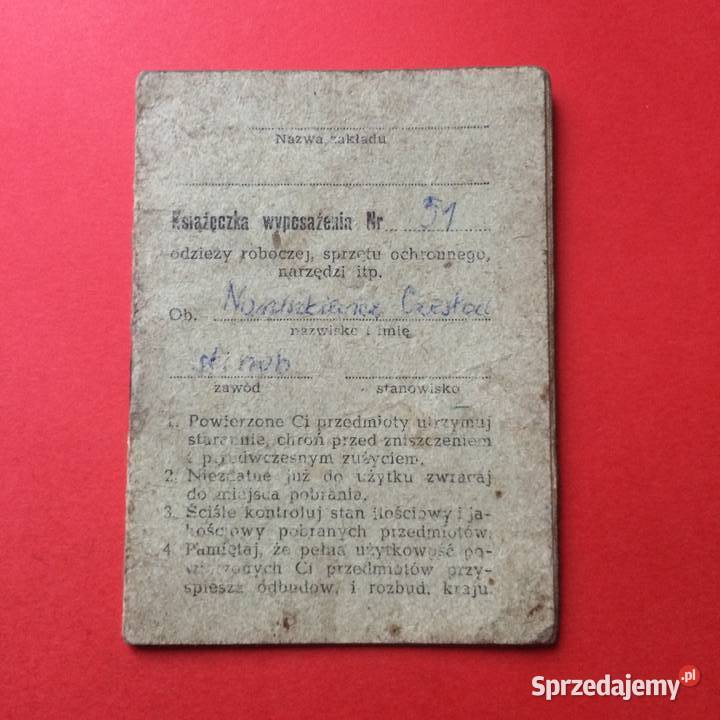 Nazwa zakładu
Książeczka wyposażenia Nr 51
odzieży roboczej, sprzętu ochronnego,
narzędzi itp.
Ob. Czesław
nazwisko i imię
zawód stanowisko
1. Powierzone Ci przedmioty utrzymuj
starannie, chroń przed zniszczeniem
i przedwczesnym zużyciem.
2. Niezdatne już do użytku zwracaj
do miejsca pobrania.
3. Ściśle kontroluj stan ilościowy i ja-
kościowy pobranych przedmiotów.
4 Pamiętaj, że pełna użytkowość po-
wierzonych Ci przedmiotów przy-
spiesza odbudow. i rozbud. kraju.
Sprzedajemy.pl